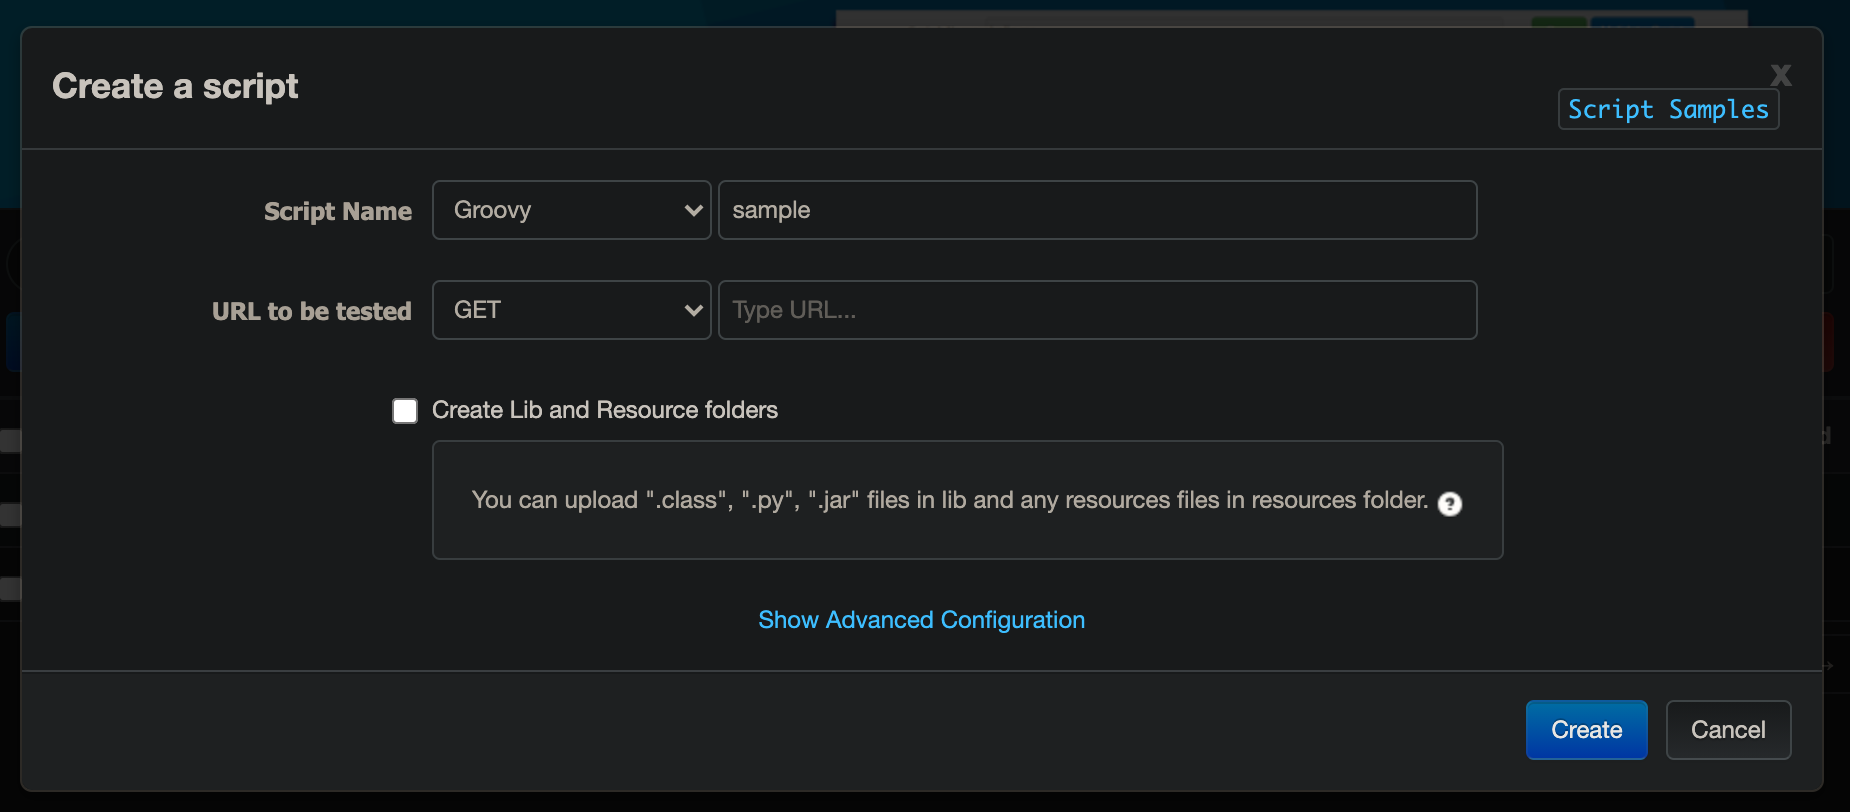 Create a script
X
Script Samples
Script Name Groovy sample
URL to be tested GET Type URL...
Create Lib and Resource folders
You can upload ".class", ".py", ".jar" files in lib and any resources files in resources folder. ?
Show Advanced Configuration
Create Cancel